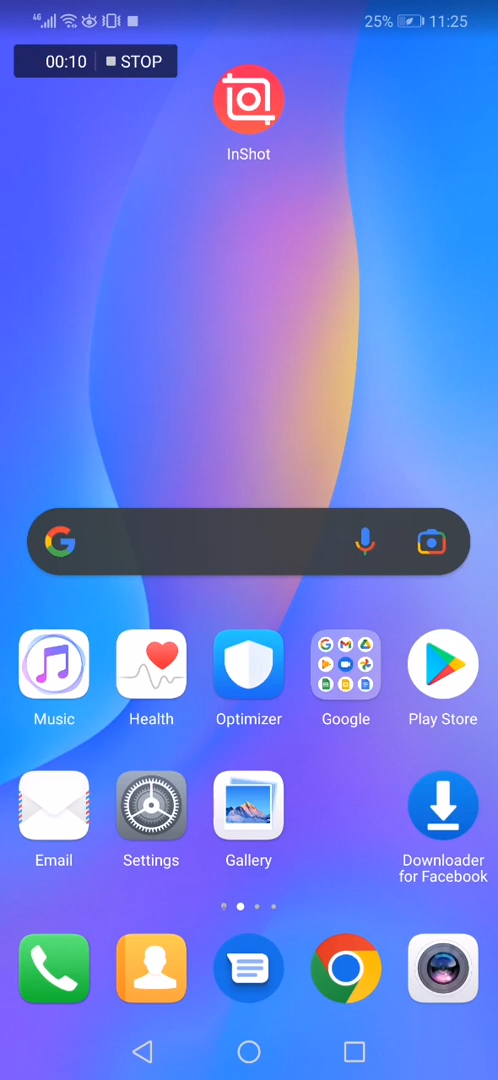 4G 25% 11:25
00:10 STOP
InShot
Music Health Optimizer Google Play Store
Email Settings Gallery Downloader
for Facebook